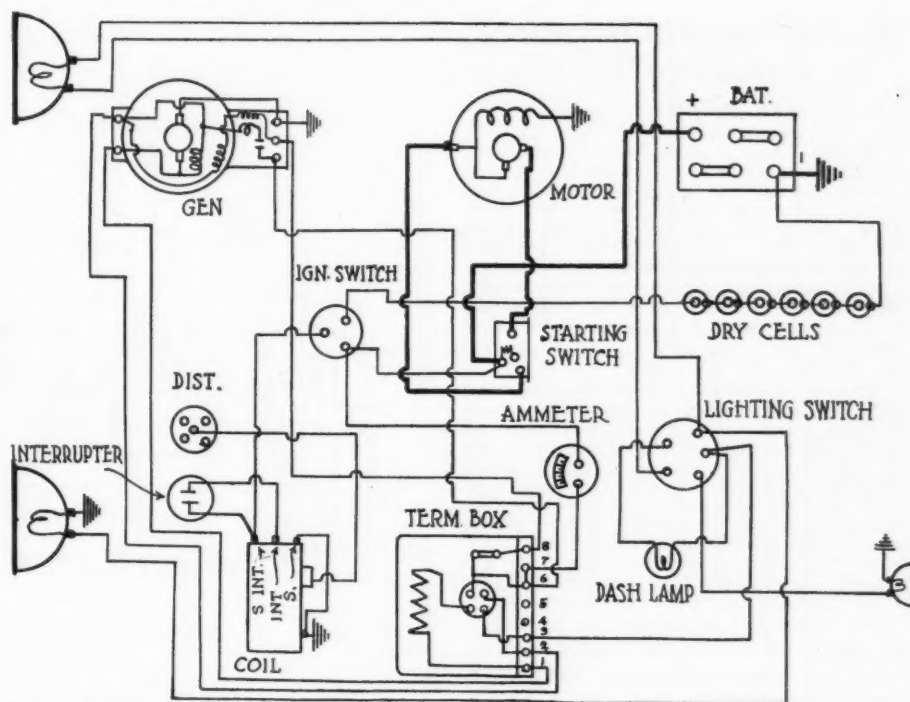 + BAT.
GEN
MOTOR
IGN. SWITCH
DRY CELLS
STARTING
SWITCH
DIST.
AMMETER
LIGHTING SWITCH
INTERRUPTER
TERM. BOX
8
7
6
5
4
3
2
1
S INT.
INT
S.
DASH LAMP
COIL